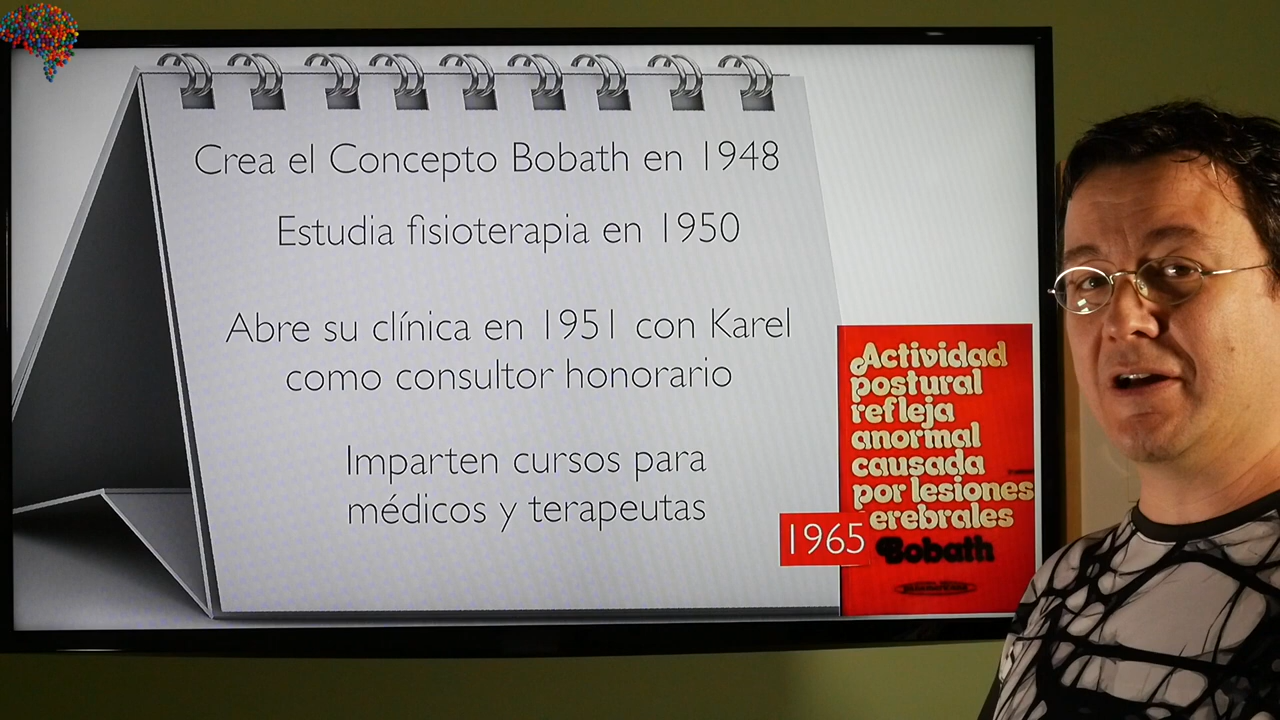 Crea el Concepto Bobath en 1948
Estudia fisioterapia en 1950
Abre su clínica en 1951 con Karel
como consultor honorario
Imparten cursos para
médicos y terapeutas
Actividad
postural
refleja
anormal
causada
por lesiones
erebrales
1965
Bobath